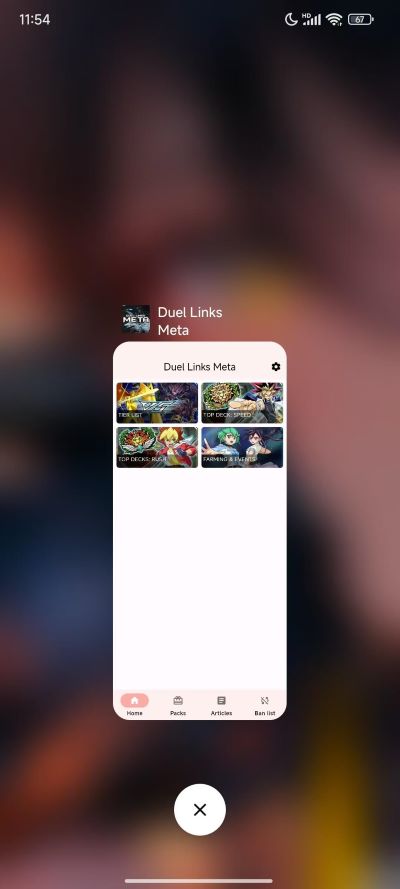 11:54
HD
67
META
Duel Links
Meta
Duel Links Meta
TIER LIST
TOP DECK: SPEED
TOP DECKS: RUSH
FARMING & EVENTS
Home
Packs
Articles
Ban list